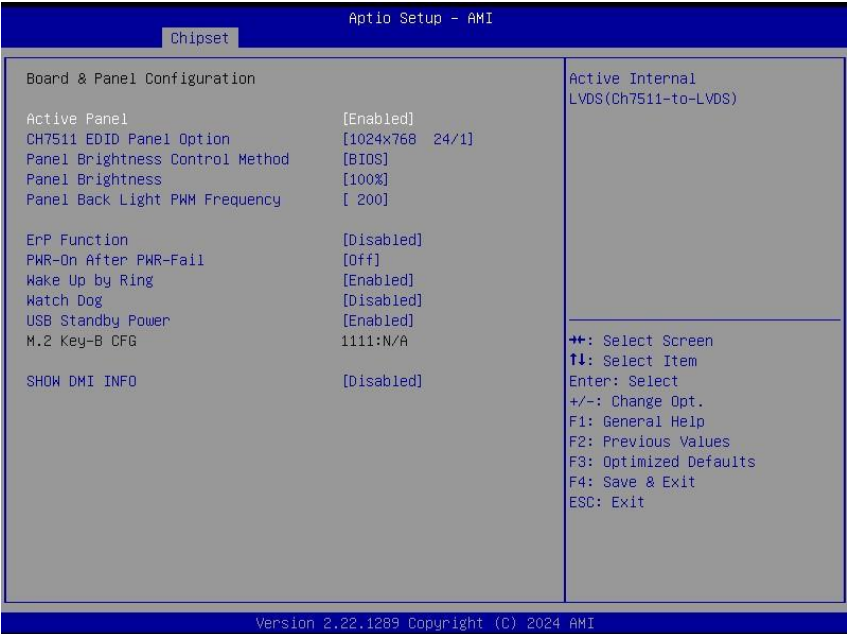 Aptio Setup – AMI
Chipset
Board & Panel Configuration
Active Panel [Enabled]
CH7511 EDID Panel Option [1024x768 24/1]
Panel Brightness Control Method [BIOS]
Panel Brightness [100%]
Panel Back Light PWM Frequency [ 200]
ErP Function [Disabled]
PWR-On After PWR-Fail [Off]
Wake Up by Ring [Enabled]
Watch Dog [Disabled]
USB Standby Power [Enabled]
M.2 Key-B CFG 1111:N/A
SHOW DMI INFO [Disabled]
Active Internal
LVDS(Ch7511-to-LVDS)
→←: Select Screen
↑↓: Select Item
Enter: Select
+/-: Change Opt.
F1: General Help
F2: Previous Values
F3: Optimized Defaults
F4: Save & Exit
ESC: Exit
Version 2.22.1289 Copyright (C) 2024 AMI